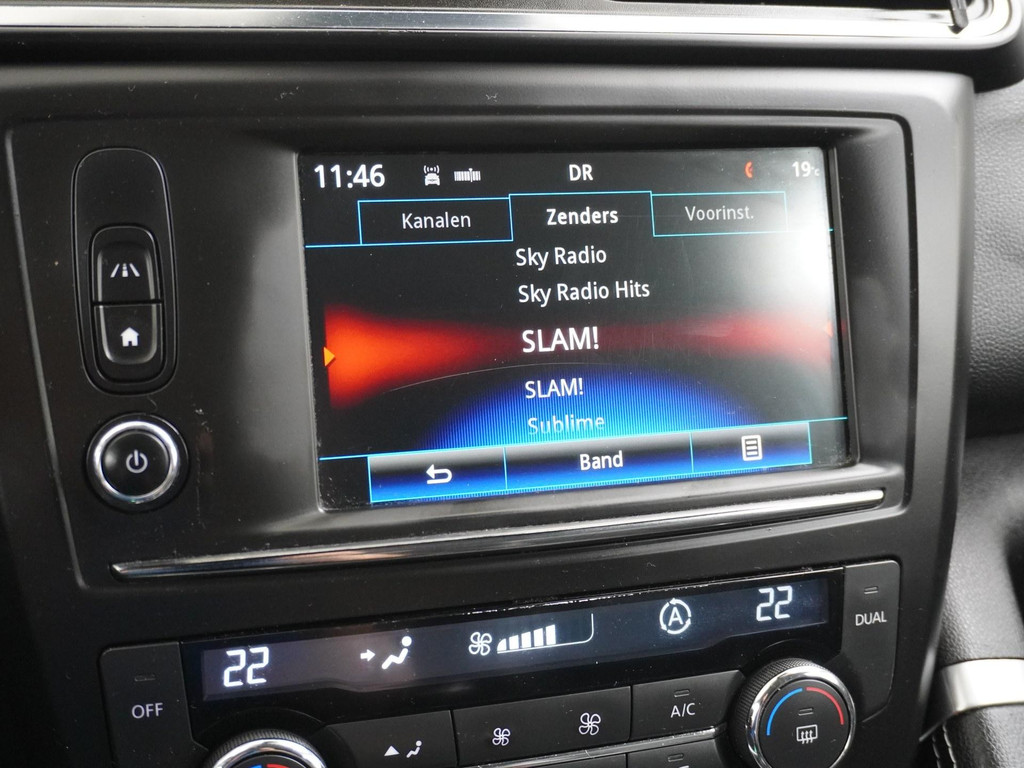 11:46 DR 19°C
Kanalen Zenders Voorinst.
Sky Radio
Sky Radio Hits
SLAM!
SLAM!
Sublime
Band
22 A 22
DUAL
OFF
A/C